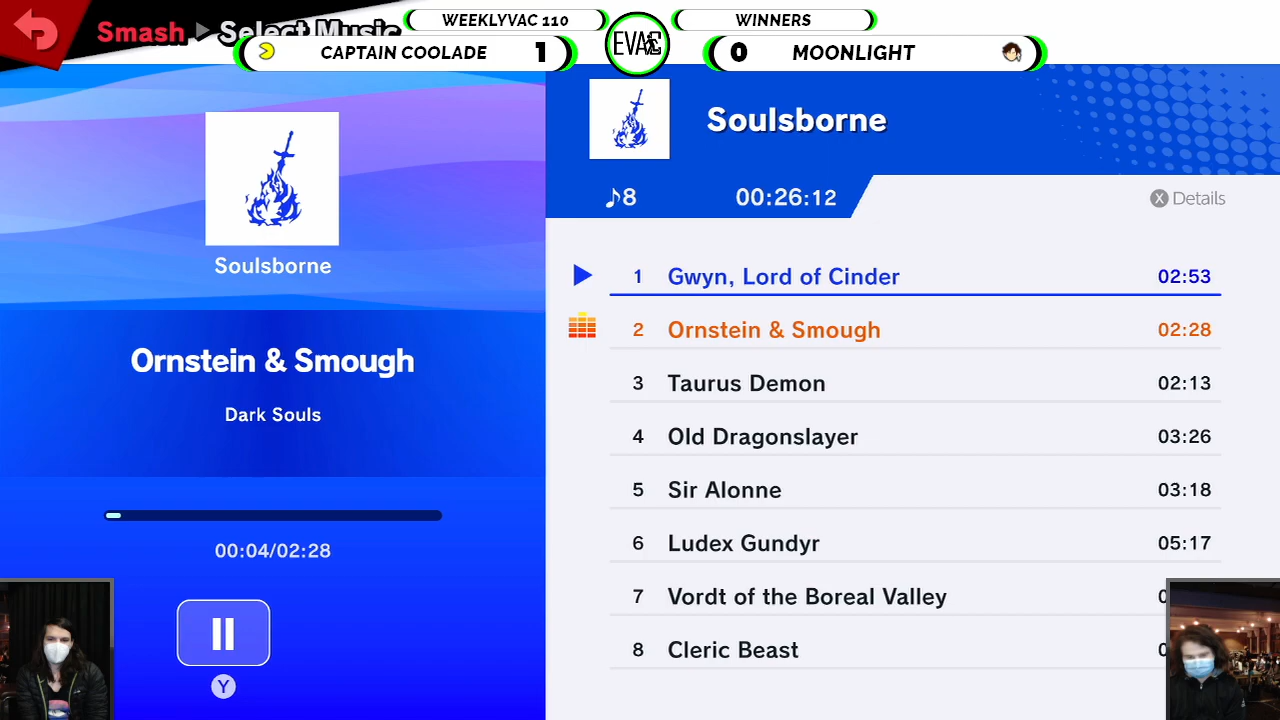 WEEKLYVAC 110
WINNERS
Smash ▶ Select Music
CAPTAIN COOLADE 1
EVAC
0 MOONLIGHT
Soulsborne
♪8 00:26:12
X Details
Soulsborne
Ornstein & Smough
Dark Souls
00:04/02:28
Y
1 Gwyn, Lord of Cinder 02:53
2 Ornstein & Smough 02:28
3 Taurus Demon 02:13
4 Old Dragonslayer 03:26
5 Sir Alonne 03:18
6 Ludex Gundyr 05:17
7 Vordt of the Boreal Valley 0
8 Cleric Beast 0